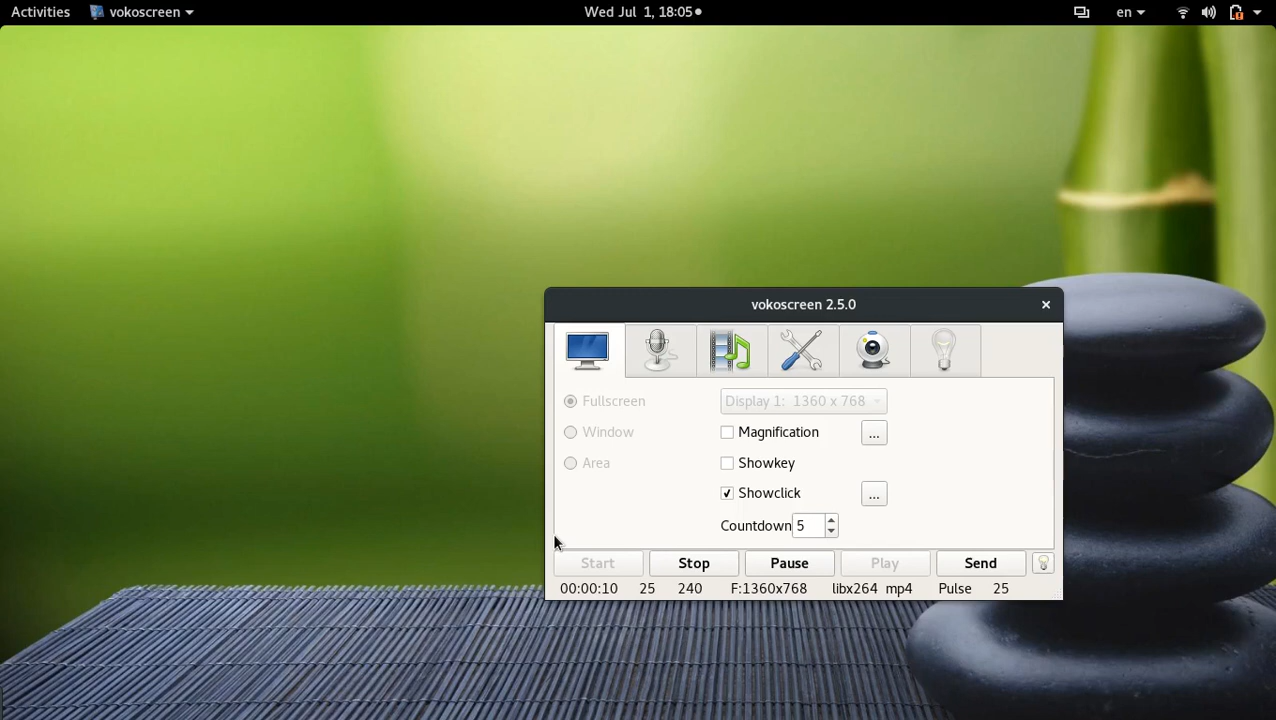 Activities vokoscreen Wed Jul 1, 18:05 en
vokoscreen 2.5.0
Fullscreen Display 1: 1360 x 768
Window Magnification ...
Area Showkey
Showclick ...
Countdown 5
Start Stop Pause Play Send
00:00:10 25 240 F:1360x768 libx264 mp4 Pulse 25